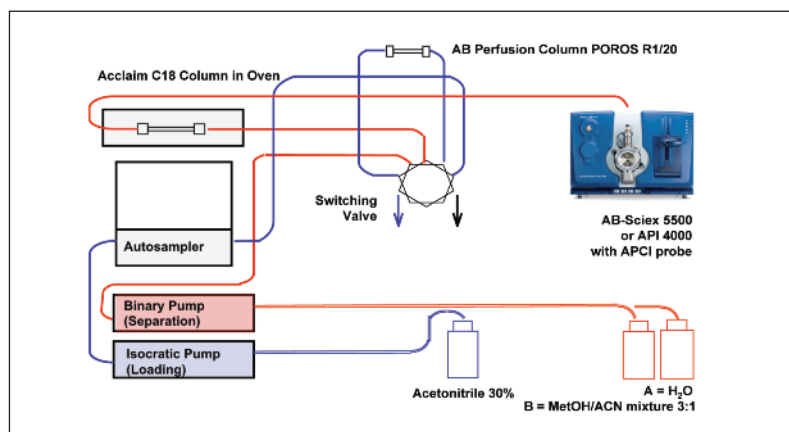 AB Perfusion Column POROS R1/20
Acclaim C18 Column in Oven
Switching
Valve
Autosampler
AB-Sciex 5500
or API 4000
with APCI probe
Binary Pump
(Separation)
Isocratic Pump
(Loading)
Acetonitrile 30%
A = H₂O
B = MetOH/ACN mixture 3:1